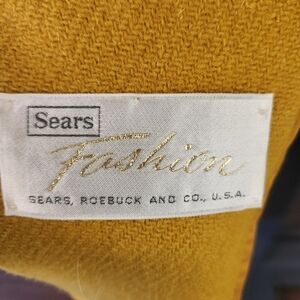 Sears
Fashion
SEARS, ROEBUCK AND CO., U.S.A.